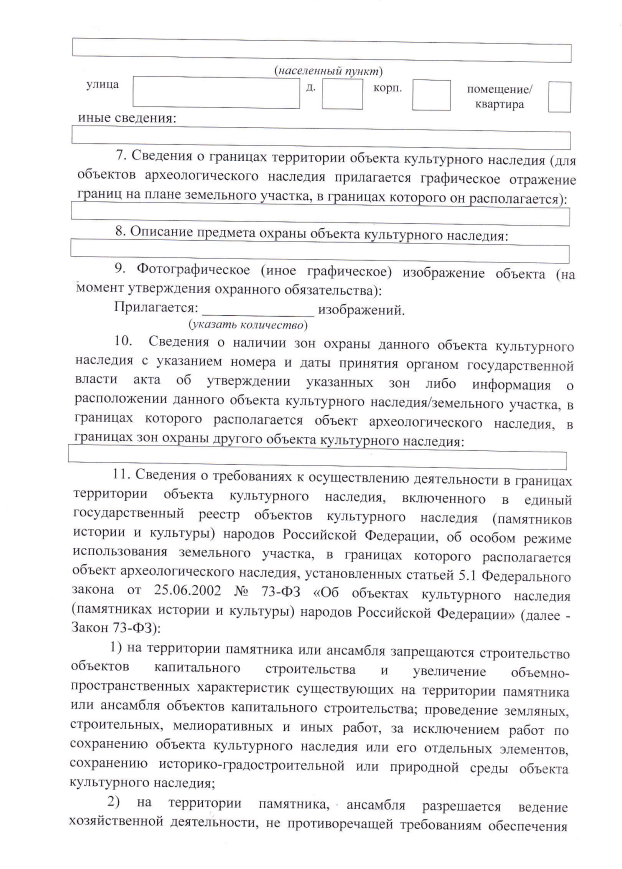 (населенный пункт)
улица д. корп. помещение/
квартира
иные сведения:
7. Сведения о границах территории объекта культурного наследия (для
объектов археологического наследия прилагается графическое отражение
границ на плане земельного участка, в границах которого он располагается):
8. Описание предмета охраны объекта культурного наследия:
9. Фотографическое (иное графическое) изображение объекта (на
момент утверждения охранного обязательства):
Прилагается: ________________ изображений.
(указать количество)
10. Сведения о наличии зон охраны данного объекта культурного
наследия с указанием номера и даты принятия органом государственной
власти акта об утверждении указанных зон либо информация о
расположении данного объекта культурного наследия/земельного участка, в
границах которого располагается объект археологического наследия, в
границах зон охраны другого объекта культурного наследия:
11. Сведения о требованиях к осуществлению деятельности в границах
территории объекта культурного наследия, включенного в единый
государственный реестр объектов культурного наследия (памятников
истории и культуры) народов Российской Федерации, об особом режиме
использования земельного участка, в границах которого располагается
объект археологического наследия, установленных статьей 5.1 Федерального
закона от 25.06.2002 № 73-ФЗ «Об объектах культурного наследия
(памятниках истории и культуры) народов Российской Федерации» (далее -
Закон 73-ФЗ):
1) на территории памятника или ансамбля запрещаются строительство
объектов капитального строительства и увеличение объемно-
пространственных характеристик существующих на территории памятника
или ансамбля объектов капитального строительства; проведение земляных,
строительных, мелиоративных и иных работ, за исключением работ по
сохранению объекта культурного наследия или его отдельных элементов,
сохранению историко-градостроительной или природной среды объекта
культурного наследия;
2) на территории памятника, ансамбля разрешается ведение
хозяйственной деятельности, не противоречащей требованиям обеспечения